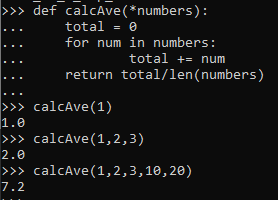 >>> def calcAve(*numbers):
...     total = 0
...     for num in numbers:
...             total += num
...     return total/len(numbers)
...
>>> calcAve(1)
1.0
>>> calcAve(1,2,3)
2.0
>>> calcAve(1,2,3,10,20)
7.2